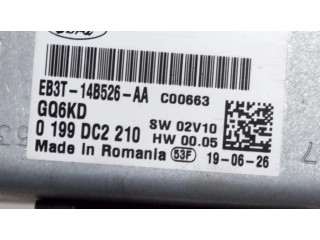 EB3T-14B526-AA C00663
GQ6KD
0 199 DC2 210 SW 02V10
HW 00.05
Made in Romania 53F 19-06-26